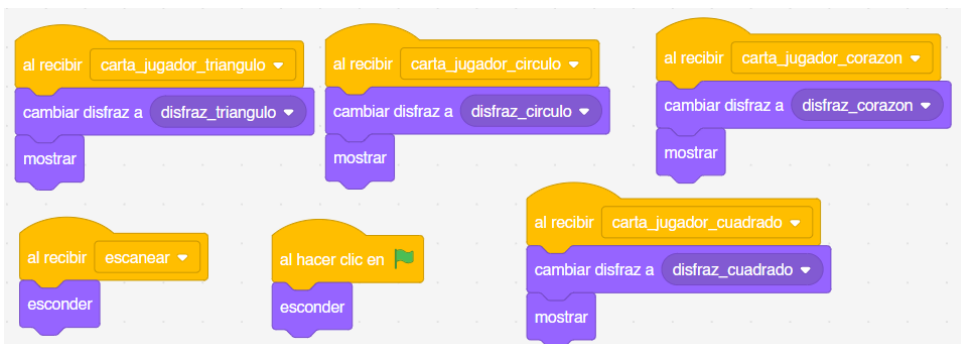 al recibir carta_jugador_triangulo
cambiar disfraz a disfraz_triangulo
mostrar
al recibir carta_jugador_circulo
cambiar disfraz a disfraz_circulo
mostrar
al recibir carta_jugador_corazon
cambiar disfraz a disfraz_corazon
mostrar
al recibir escanear
esconder
al hacer clic en
esconder
al recibir carta_jugador_cuadrado
cambiar disfraz a disfraz_cuadrado
mostrar